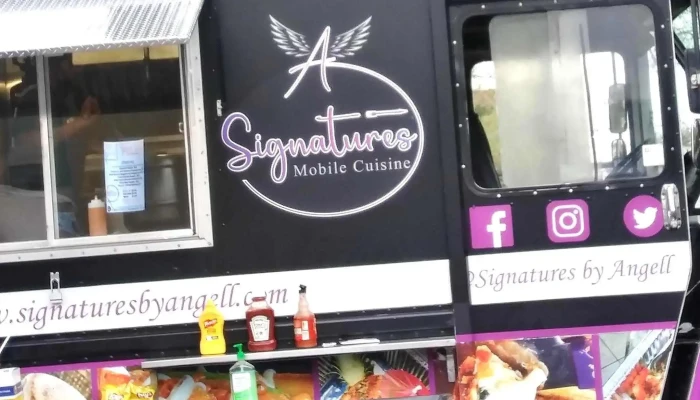 A
Signatures
Mobile Cuisine
.signaturesbyangell.com
@Signatures by Angell